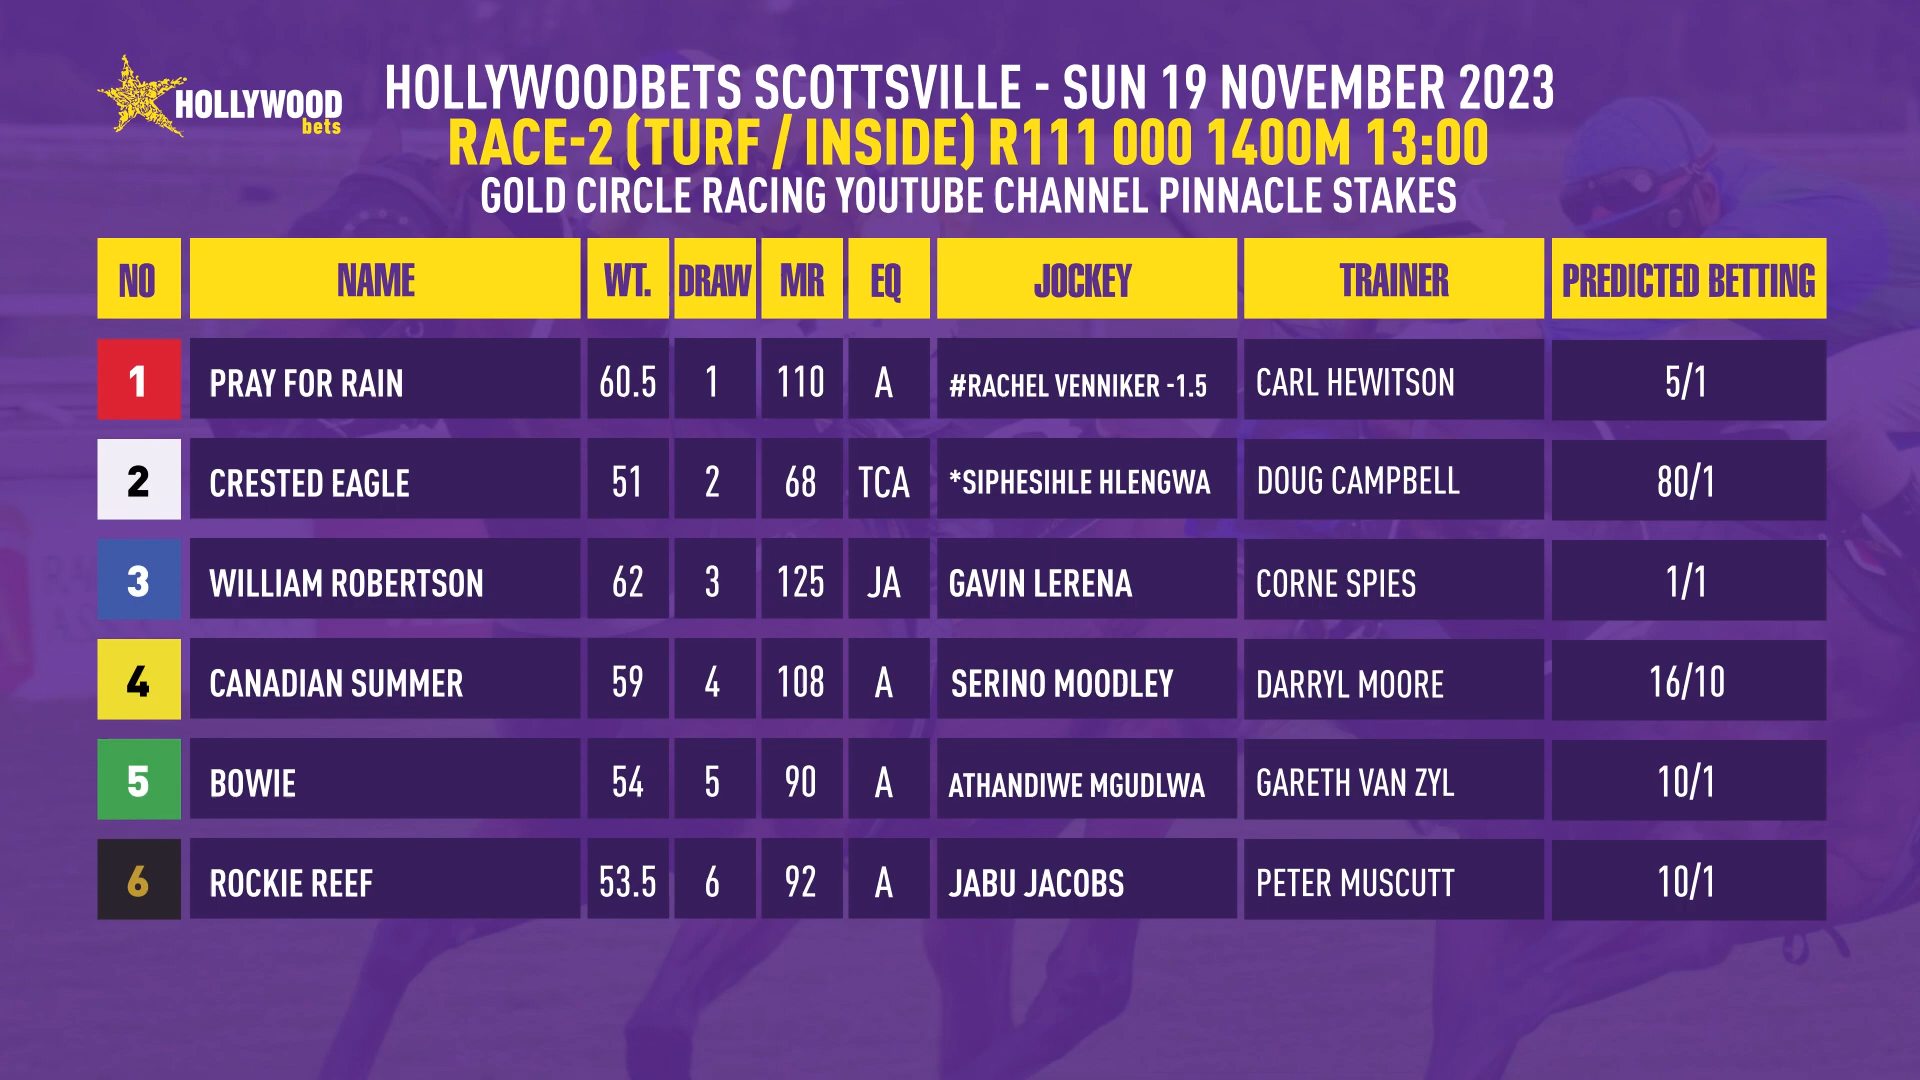 HOLLYWOOD
bets
HOLLYWOODBETS SCOTTSVILLE - SUN 19 NOVEMBER 2023
RACE-2 (TURF / INSIDE) R111 000 1400M 13:00
GOLD CIRCLE RACING YOUTUBE CHANNEL PINNACLE STAKES
NO NAME WT. DRAW MR EQ JOCKEY TRAINER PREDICTED BETTING
1 PRAY FOR RAIN 60.5 1 110 A #RACHEL VENNIKER -1.5 CARL HEWITSON 5/1
2 CRESTED EAGLE 51 2 68 TCA *SIPHESIHLE HLENGWA DOUG CAMPBELL 80/1
3 WILLIAM ROBERTSON 62 3 125 JA GAVIN LERENA CORNE SPIES 1/1
4 CANADIAN SUMMER 59 4 108 A SERINO MOODLEY DARRYL MOORE 16/10
5 BOWIE 54 5 90 A ATHANDIWE MGUDLWA GARETH VAN ZYL 10/1
6 ROCKIE REEF 53.5 6 92 A JABU JACOBS PETER MUSCUTT 10/1